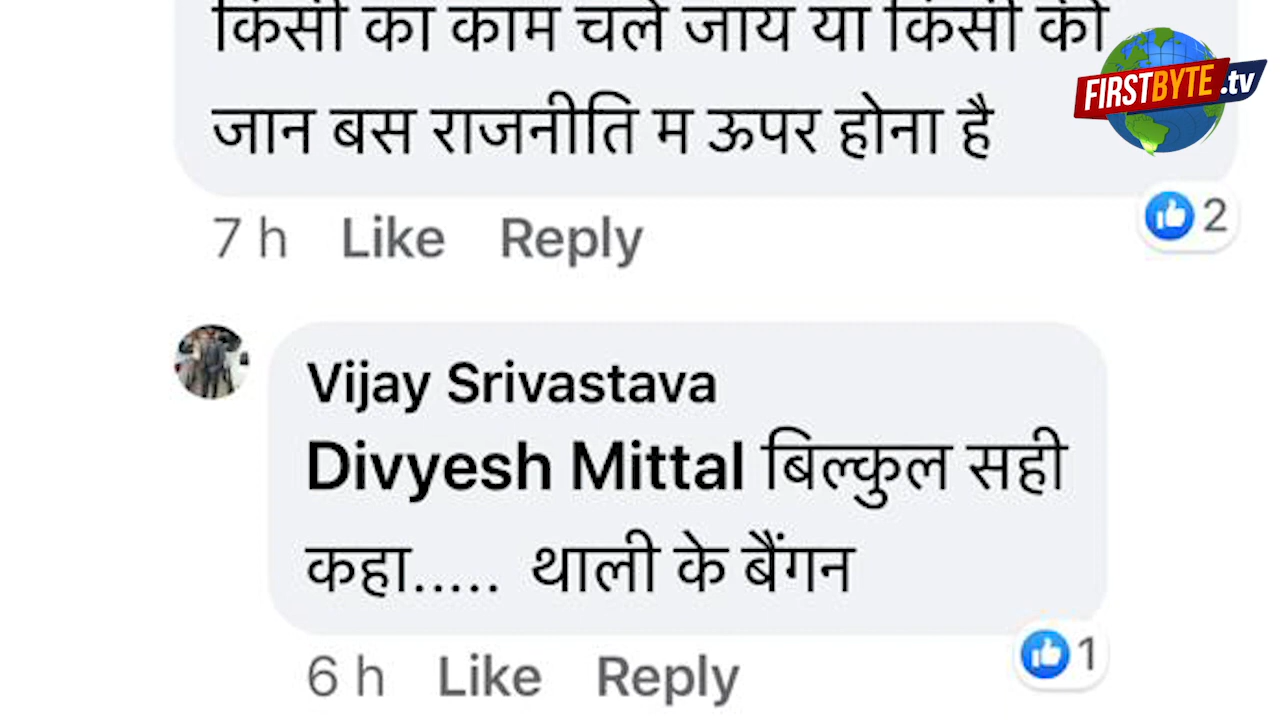 किसी का काम चले जाय या किसी की
जान बस राजनीति म ऊपर होना है
7 h Like Reply
2
Vijay Srivastava
Divyesh Mittal बिल्कुल सही
कहा..... थाली के बैंगन
1
6 h Like Reply
FIRSTBYTE.tv